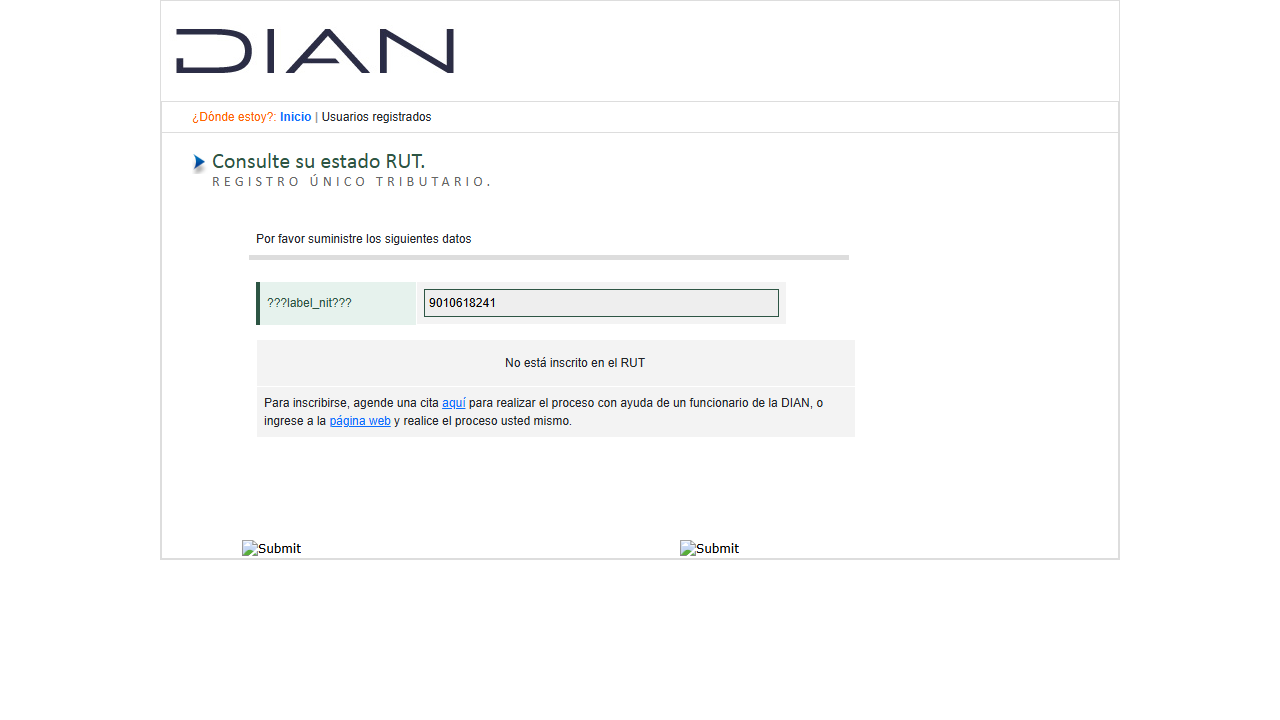 DIAN
¿Dónde estoy?: Inicio | Usuarios registrados
Consulte su estado RUT.
REGISTRO ÚNICO TRIBUTARIO.
Por favor suministre los siguientes datos
???label_nit??? 9010618241
No está inscrito en el RUT
Para inscribirse, agende una cita aquí para realizar el proceso con ayuda de un funcionario de la DIAN, o
ingrese a la página web y realice el proceso usted mismo.
Submit Submit